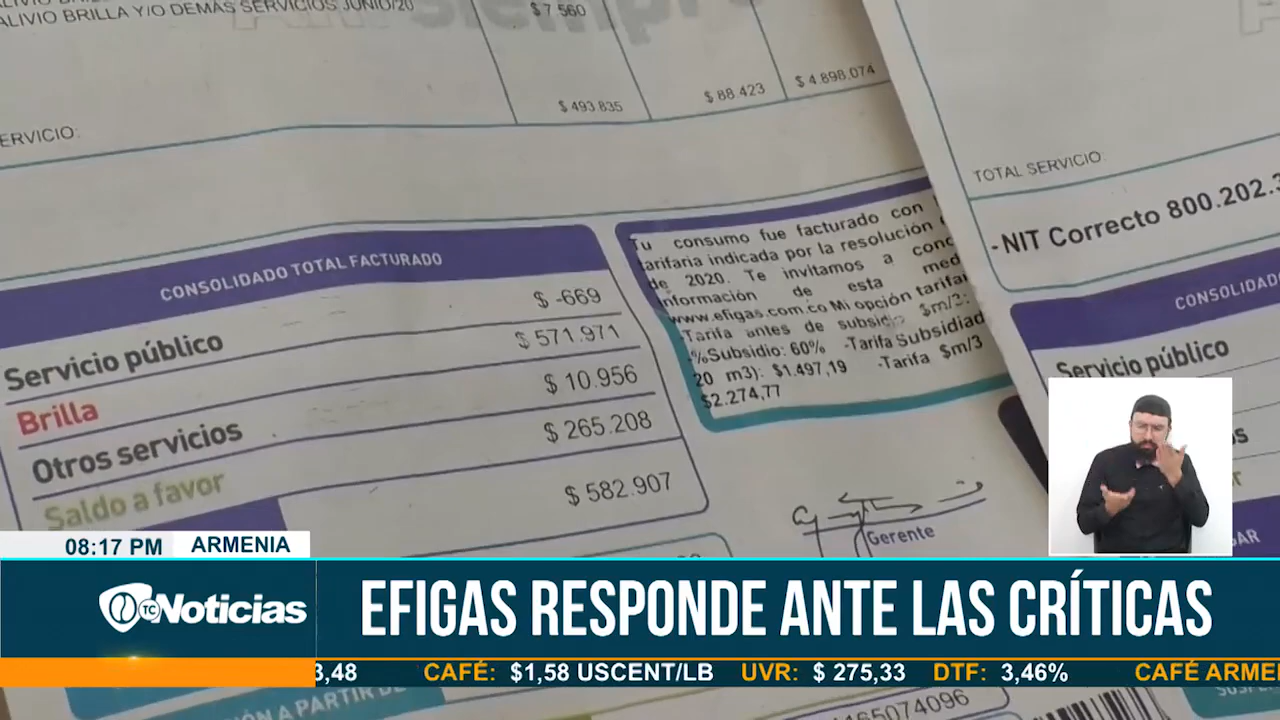 ALIVIO BRILLA Y/O DEMÁS SERVICIOS JUNIO/20
$ 7 560
$ 493.835
$ 88.423
$ 4.898.074
ERVICIO:
CONSOLIDADO TOTAL FACTURADO
Servicio público $ -669
Brilla $ 571.971
Otros servicios $ 10.956
Saldo a favor $ 265.208
$ 582.907
Tu consumo fue facturado con
tarifaria indicada por la resolución
de 2020. Te invitamos a
información de esta
www.efigas.com.co Mi opción
-Tarifa antes de $m/3:
-%Subsidio: 60% -Tarifa
20 m3): $1.497,19 -Tarifa $m/3
$2.274,77
Gerente
TOTAL SERVICIO:
-NIT Correcto 800.202.
Servicio público
08:17 PM ARMENIA
TC Noticias
EFIGAS RESPONDE ANTE LAS CRÍTICAS
3,48 CAFÉ: $1,58 USCENT/LB UVR: $ 275,33 DTF: 3,46% CAFÉ
A PARTIR
465074096